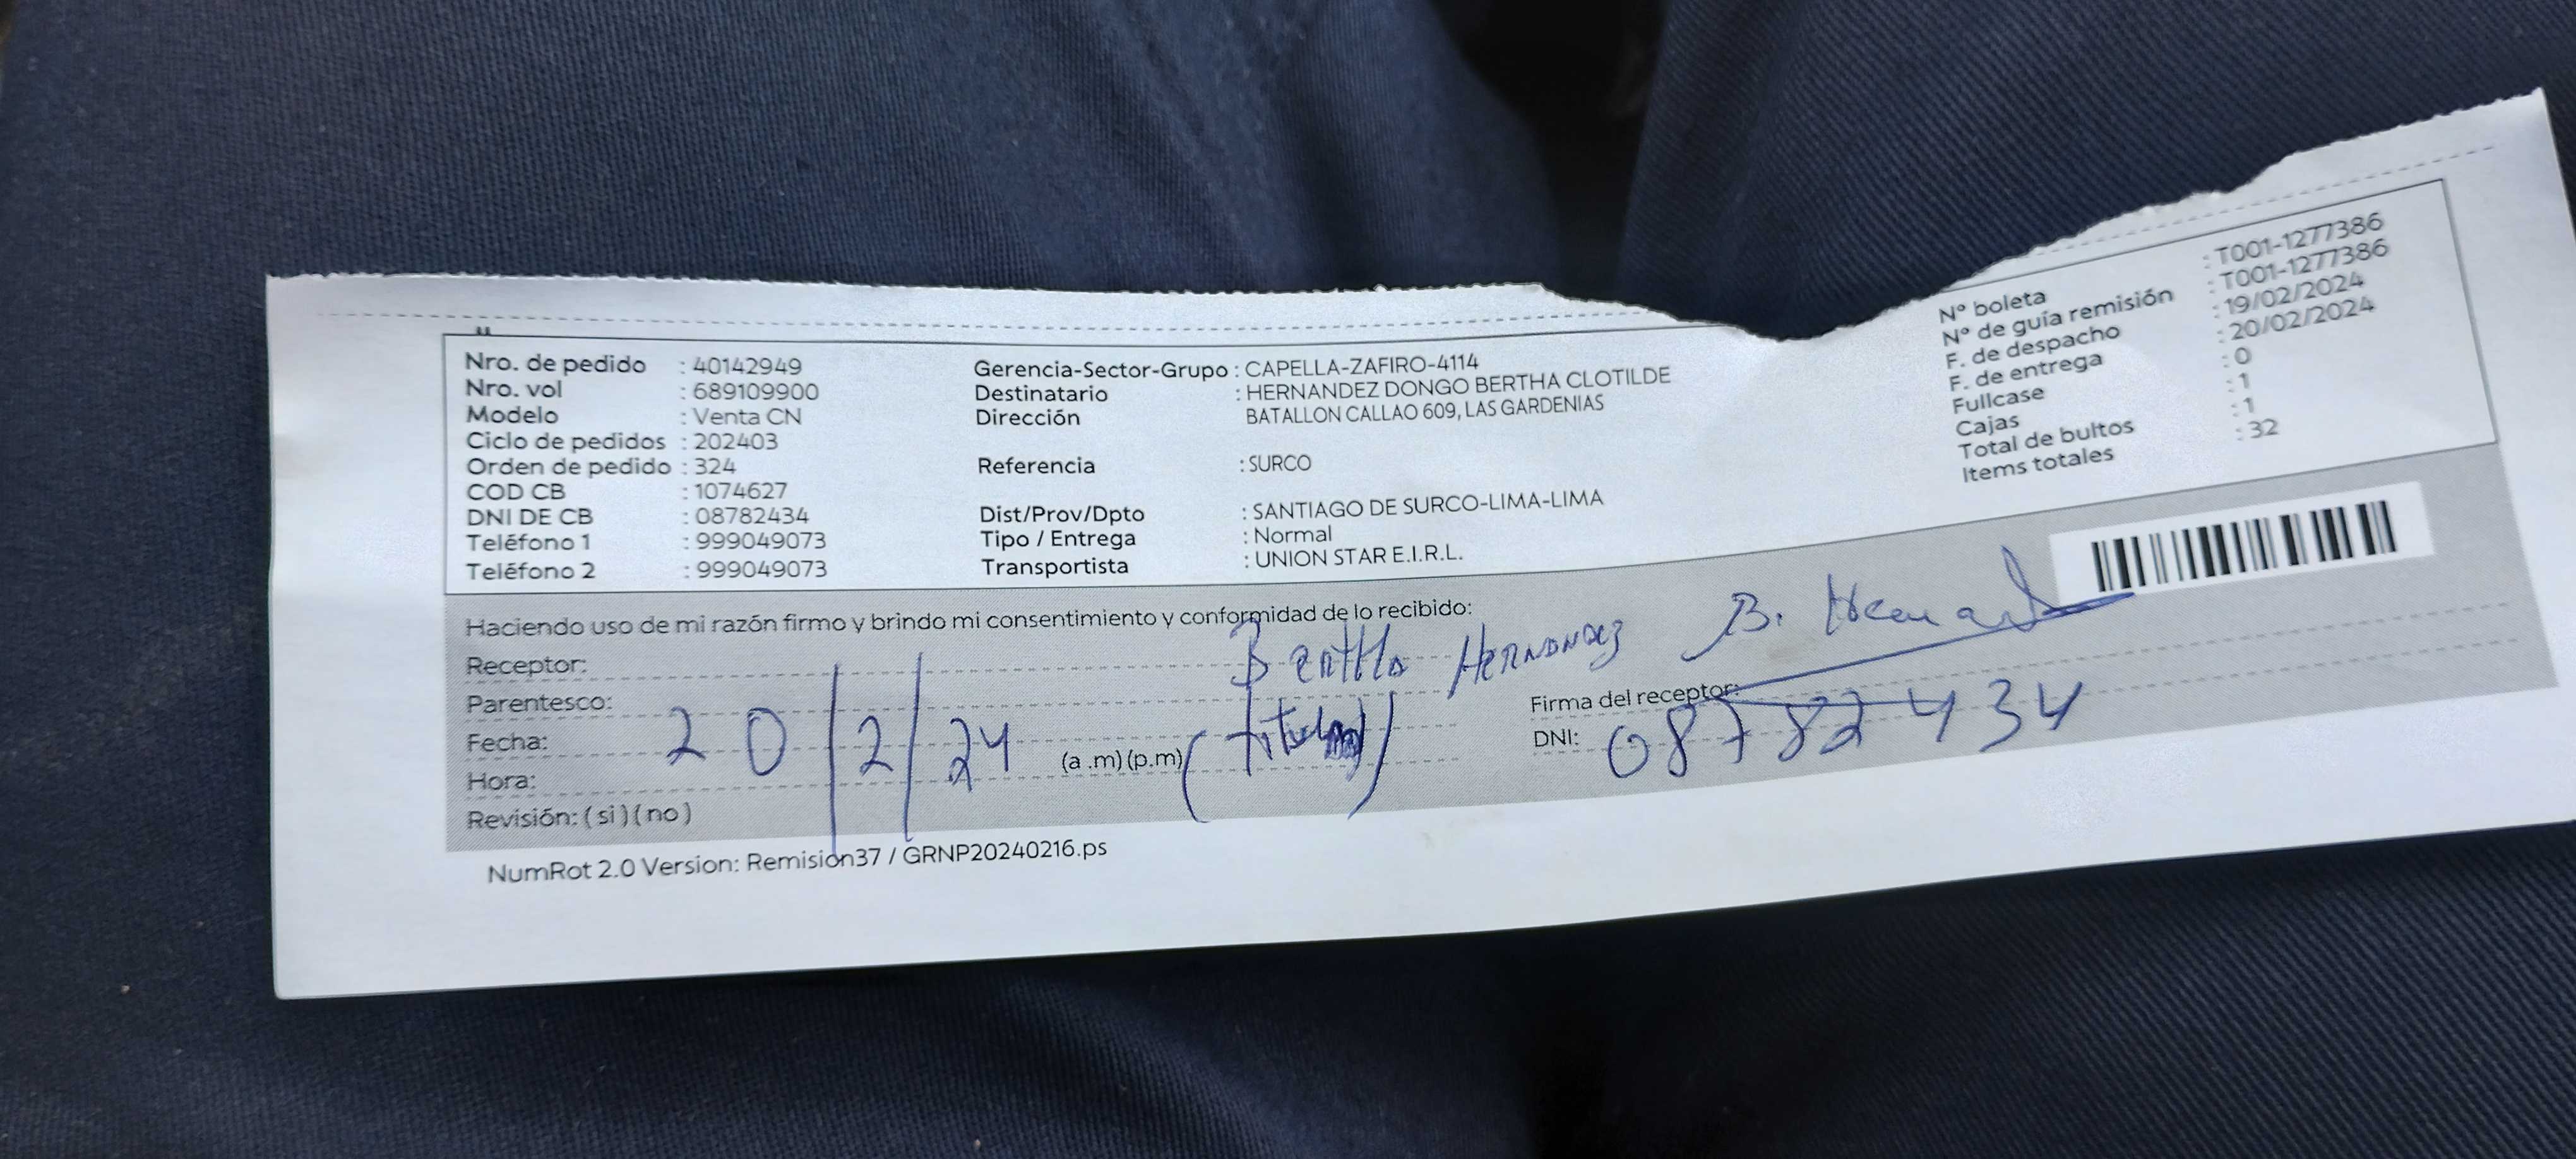 Nro. de pedido : 40142949
Nro. vol : 689109900
Modelo : Venta CN
Ciclo de pedidos : 202403
Orden de pedido : 324
COD CB : 1074627
DNI DE CB : 08782434
Teléfono 1 : 999049073
Teléfono 2 : 999049073
Gerencia-Sector-Grupo : CAPELLA-ZAFIRO-4114
Destinatario : HERNANDEZ DONGO BERTHA CLOTILDE
Dirección BATALLON CALLAO 609, LAS GARDENIAS
Referencia : SURCO
Dist/Prov/Dpto : SANTIAGO DE SURCO-LIMA-LIMA
Tipo / Entrega : Normal
Transportista : UNION STAR E.I.R.L.
N° boleta : T001-1277386
N° de guía remisión : T001-1277386
F. de despacho : 19/02/2024
F. de entrega : 20/02/2024
Fullcase : 0
Cajas : 1
Total de bultos : 1
Items totales : 32
Haciendo uso de mi razón firmo y brindo mi consentimiento y conformidad de lo recibido:
Receptor: Bertha Hernandez
Parentesco:
Fecha: 20/2/24
Hora: (a .m) (p.m)
Revisión: ( si ) ( no )
Firma del receptor:
DNI: 08782434
NumRot 2.0 Version: Remision37 / GRNP20240216.ps